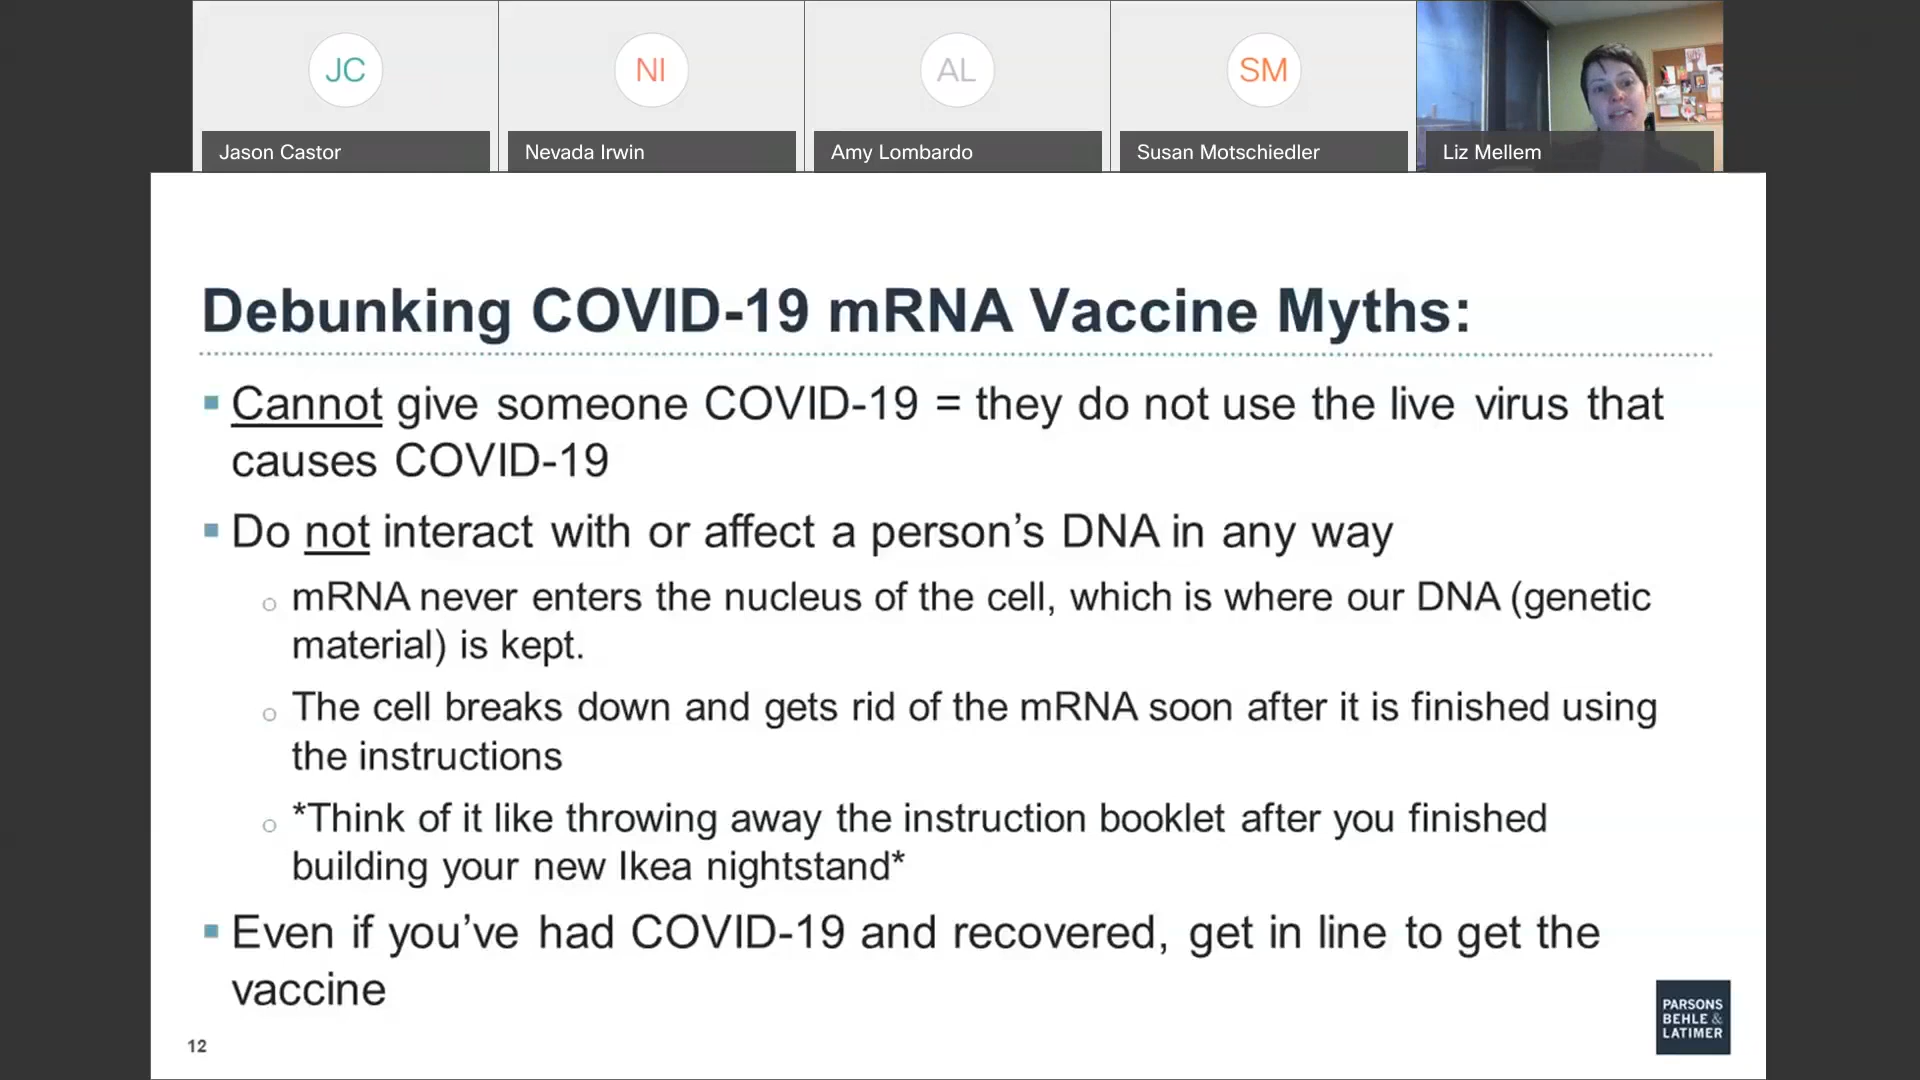 JC
NI
AL
SM
Jason Castor
Nevada Irwin
Amy Lombardo
Susan Motschiedler
Liz Mellem
Debunking COVID-19 mRNA Vaccine Myths:
Cannot give someone COVID-19 = they do not use the live virus that
causes COVID-19
Do not interact with or affect a person’s DNA in any way
mRNA never enters the nucleus of the cell, which is where our DNA (genetic
material) is kept.
The cell breaks down and gets rid of the mRNA soon after it is finished using
the instructions
*Think of it like throwing away the instruction booklet after you finished
building your new Ikea nightstand*
Even if you’ve had COVID-19 and recovered, get in line to get the
vaccine
12
PARSONS
BEHLE &
LATIMER